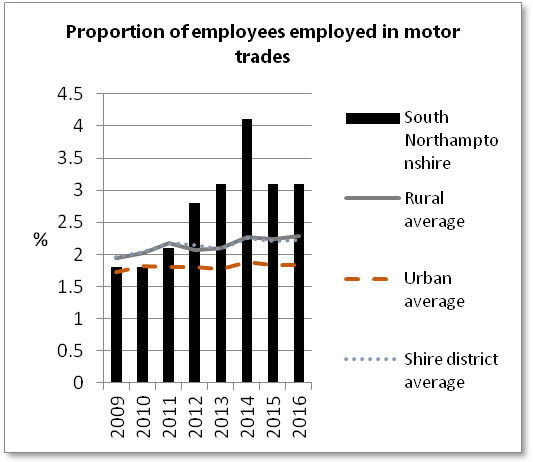 Proportion of employees employed in motor
trades
4.5
4
3.5
3
2.5
2
1.5
1
0.5
0
%
2009
2010
2011
2012
2013
2014
2015
2016
South
Northampto
nshire
Rural
average
Urban
average
Shire district
average